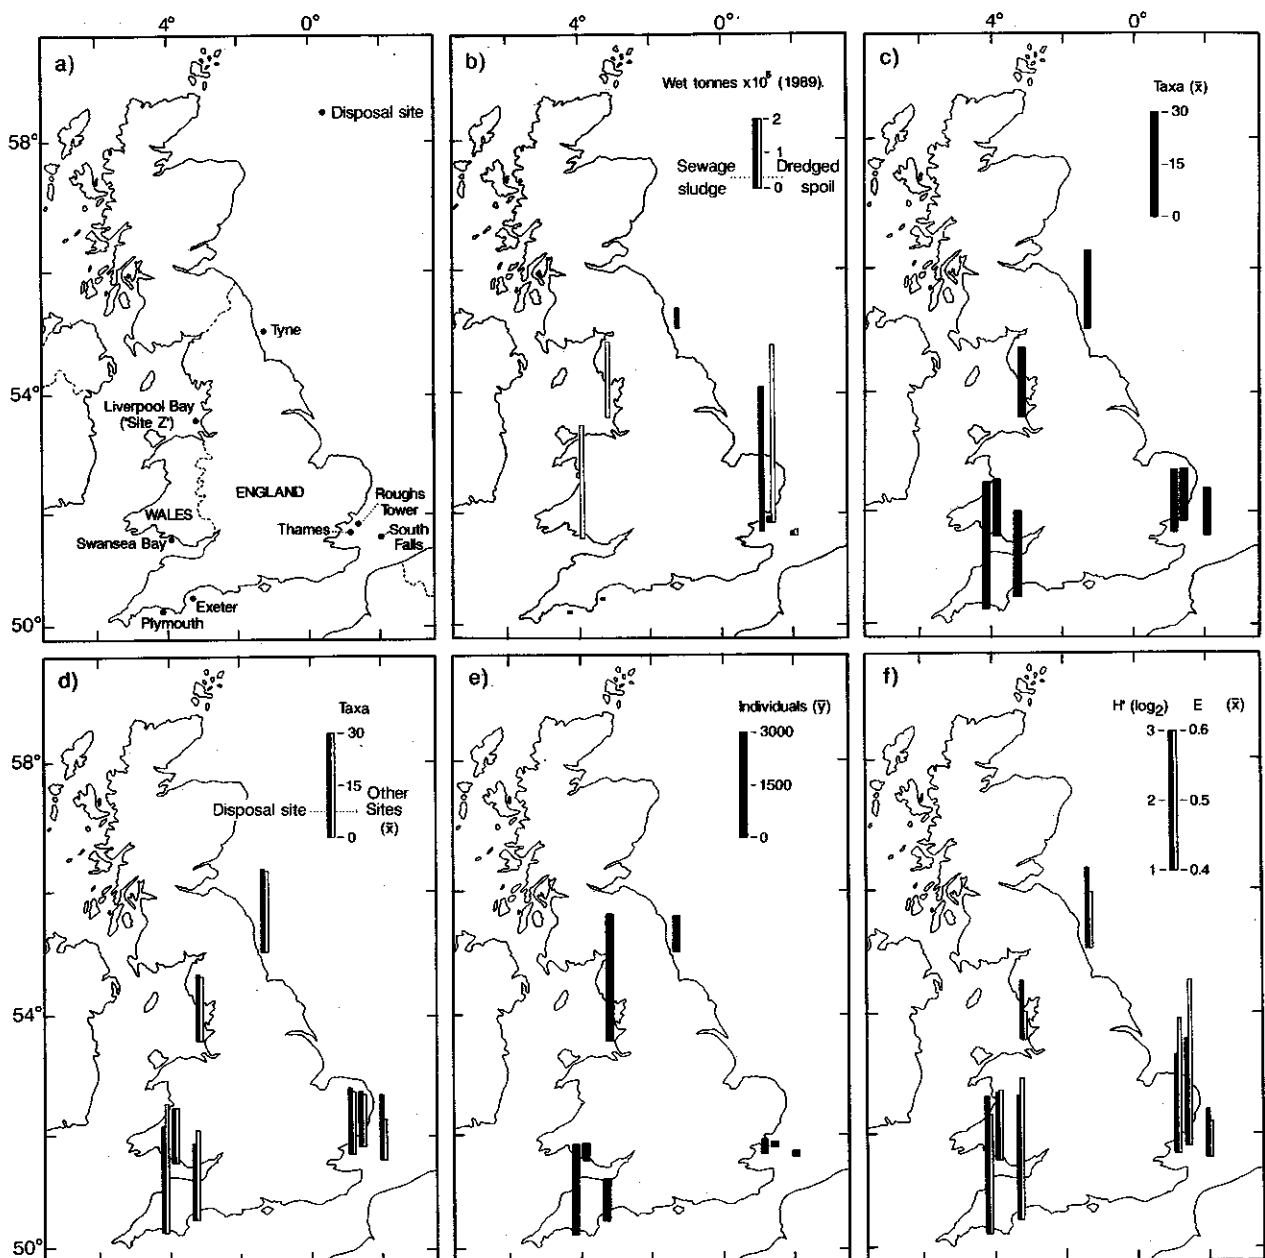 4° 0°
4° 0°
4° 0°
a)
• Disposal site
58°
Tyne
54°
Liverpool Bay
("Site Z")
ENGLAND
WALES
Roughs
Tower
Thames
South
Falls
Swansea Bay
Exeter
Plymouth
50°
b)
Wet tonnes x10⁶ (1989).
2
1
0
Sewage sludge
Dredged spoil
c)
Taxa (x̄)
30
15
0
d)
Taxa
30
15
0
Disposal site
Other
Sites
(x̄)
58°
54°
50°
e)
Individuals (y̅)
3000
1500
0
f)
H' (log₂) E (x̄)
3 0.6
2 0.5
1 0.4